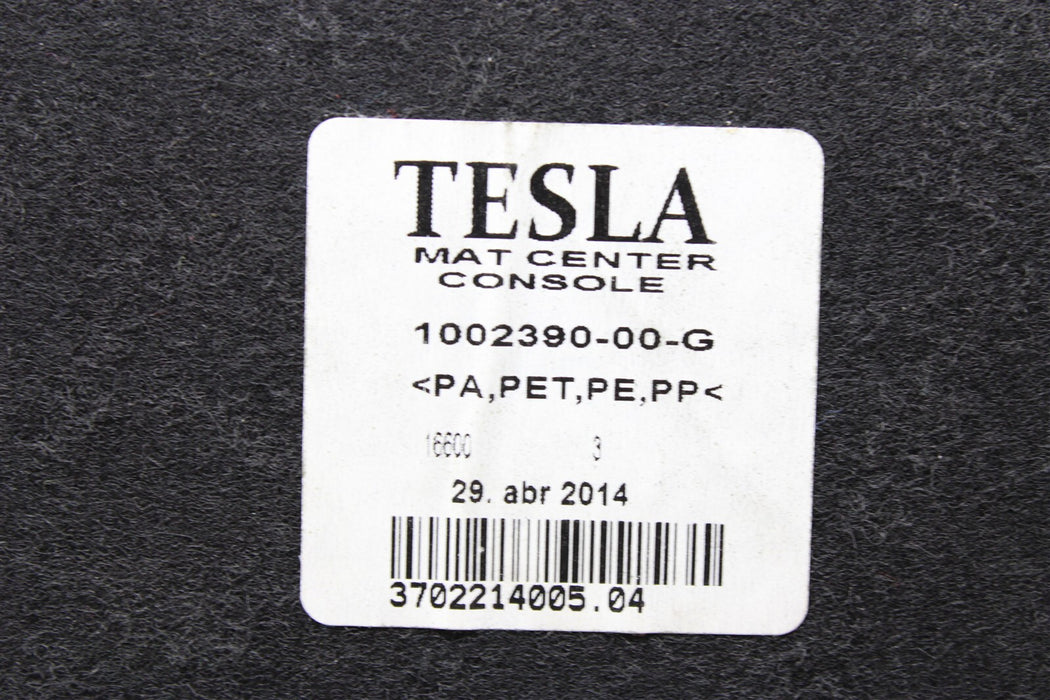 TESLA
MAT CENTER
CONSOLE
1002390-00-G
<PA,PET,PE,PP<
16600 3
29. abr 2014
3702214005.04